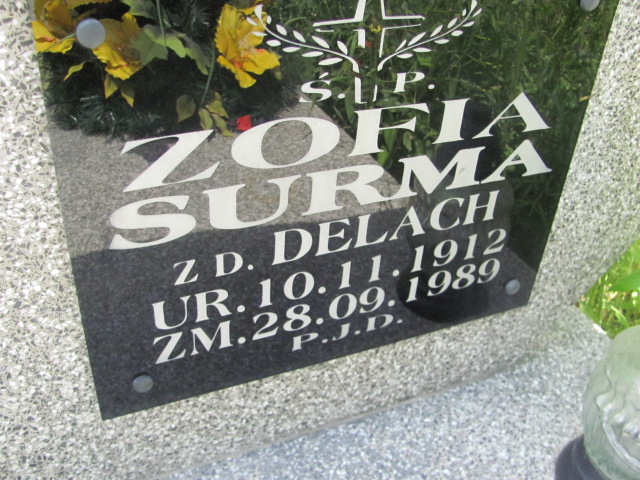 Ś. P.
ZOFIA
SURMA
Z D. DELACH
UR. 10.11.1912
ZM. 28.09.1989
P.J.D.